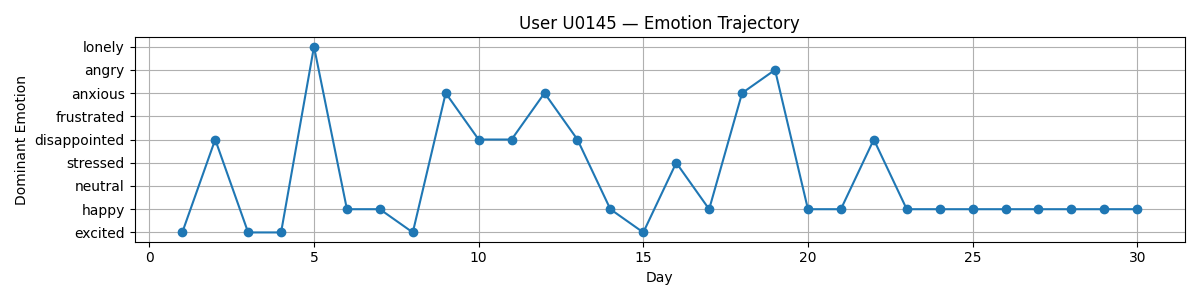 User U0145 — Emotion Trajectory
Dominant Emotion
lonely
angry
anxious
frustrated
disappointed
stressed
neutral
happy
excited
0 5 10 15 20 25 30
Day